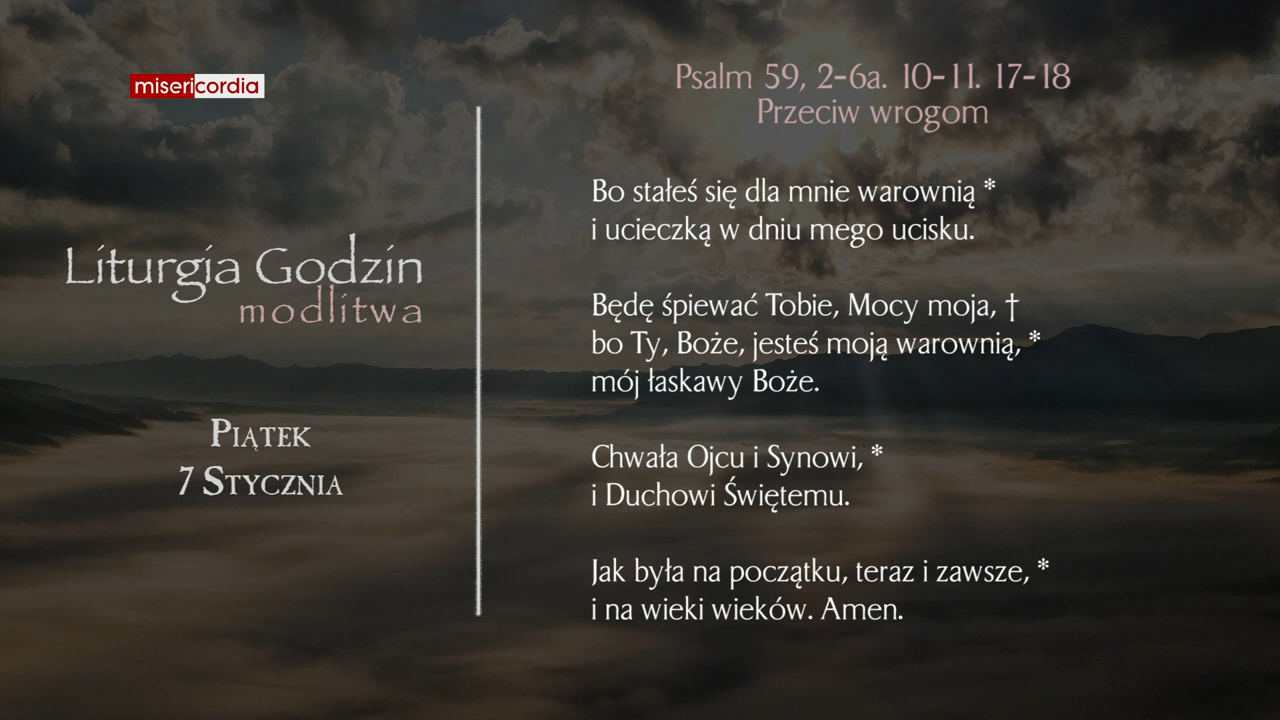 misericordia
Liturgia Godzin
modlitwa
Piątek
7 Stycznia
Psalm 59, 2-6a. 10-11. 17-18
Przeciw wrogom
Bo stałeś się dla mnie warownią *
i ucieczką w dniu mego ucisku.
Będę śpiewać Tobie, Mocy moja, †
bo Ty, Boże, jesteś moją warownią, *
mój łaskawy Boże.
Chwała Ojcu i Synowi, *
i Duchowi Świętemu.
Jak była na początku, teraz i zawsze, *
i na wieki wieków. Amen.